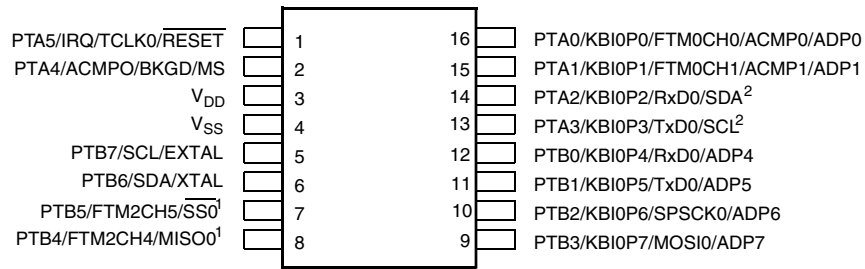 PTA5/IRQ/TCLK0/RESET 1 16 PTA0/KBI0P0/FTM0CH0/ACMP0/ADP0
PTA4/ACMPO/BKGD/MS 2 15 PTA1/KBI0P1/FTM0CH1/ACMP1/ADP1
VDD 3 14 PTA2/KBI0P2/RxD0/SDA²
VSS 4 13 PTA3/KBI0P3/TxD0/SCL²
PTB7/SCL/EXTAL 5 12 PTB0/KBI0P4/RxD0/ADP4
PTB6/SDA/XTAL 6 11 PTB1/KBI0P5/TxD0/ADP5
PTB5/FTM2CH5/SS0¹ 7 10 PTB2/KBI0P6/SPSCK0/ADP6
PTB4/FTM2CH4/MISO0¹ 8 9 PTB3/KBI0P7/MOSI0/ADP7